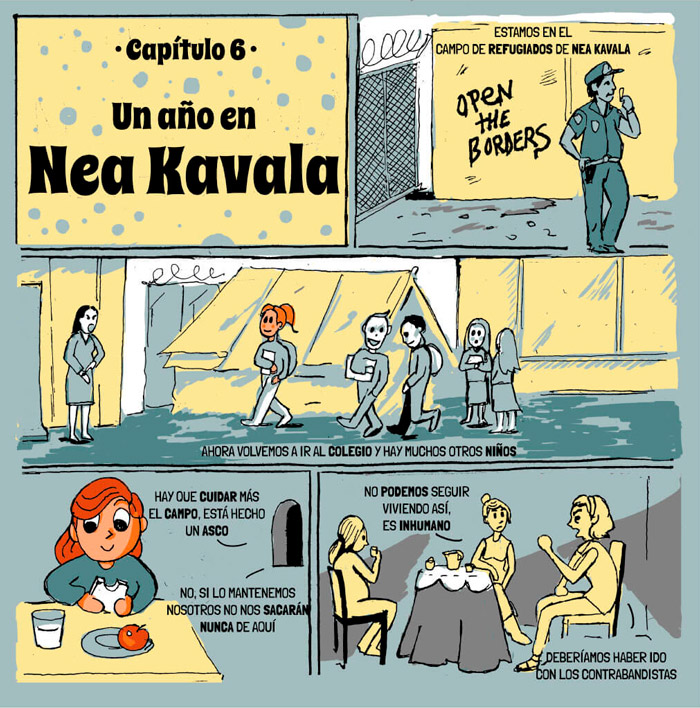 · Capítulo 6 ·
Un año en
Nea Kavala
ESTAMOS EN EL
CAMPO DE REFUGIADOS DE NEA KAVALA
OPEN
THE
BORDERS
AHORA VOLVEMOS A IR AL COLEGIO Y HAY MUCHOS OTROS NIÑOS
HAY QUE CUIDAR MÁS
EL CAMPO, ESTÁ HECHO
UN ASCO
NO, SI LO MANTENEMOS
NOSOTROS NO NOS SACARÁN
NUNCA DE AQUÍ
NO PODEMOS SEGUIR
VIVIENDO ASÍ,
ES INHUMANO
DEBERÍAMOS HABER IDO
CON LOS CONTRABANDISTAS